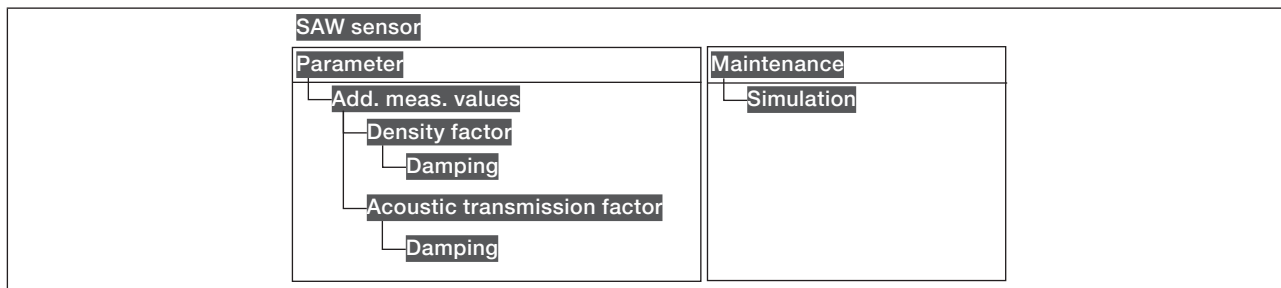 SAW sensor
Parameter
Add. meas. values
Density factor
Damping
Acoustic transmission factor
Damping
Maintenance
Simulation